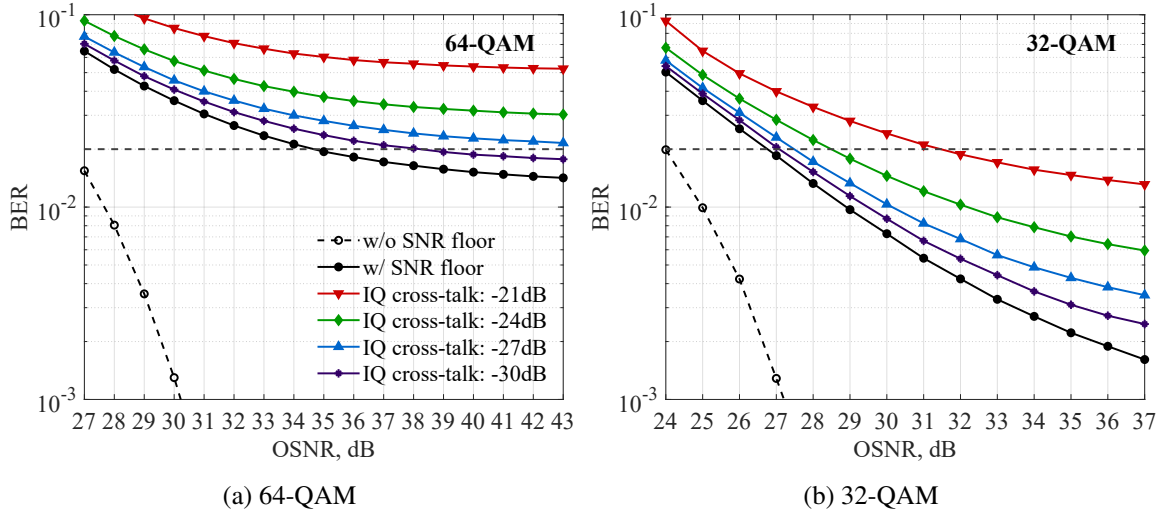 10^-1
10^-2
10^-3
BER
64-QAM
w/o SNR floor
w/ SNR floor
IQ cross-talk: -21dB
IQ cross-talk: -24dB
IQ cross-talk: -27dB
IQ cross-talk: -30dB
27 28 29 30 31 32 33 34 35 36 37 38 39 40 41 42 43
OSNR, dB
(a) 64-QAM
10^-1
10^-2
10^-3
BER
32-QAM
24 25 26 27 28 29 30 31 32 33 34 35 36 37
OSNR, dB
(b) 32-QAM